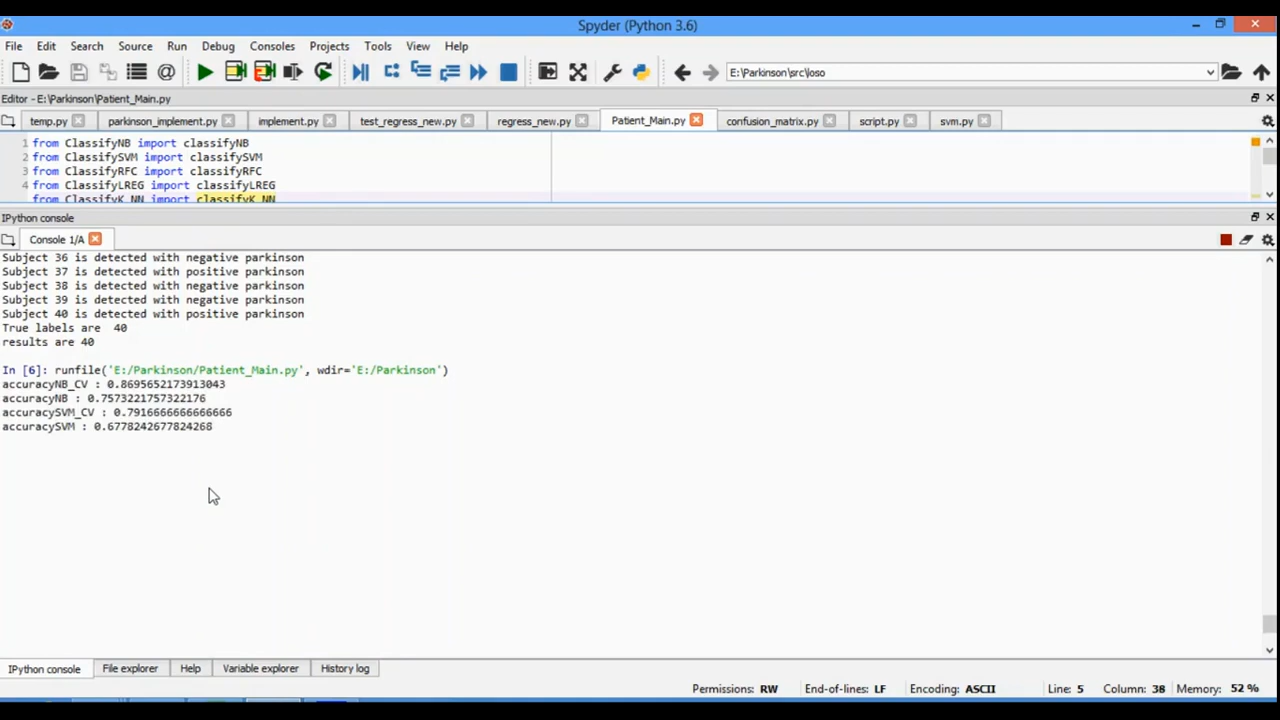 Spyder (Python 3.6)
File Edit Search Source Run Debug Consoles Projects Tools View Help
E:\Parkinson\src\loso
Editor - E:\Parkinson\Patient_Main.py
temp.py parkinson_implement.py implement.py test_regress_new.py regress_new.py Patient_Main.py confusion_matrix.py script.py svm.py
1 from ClassifyNB import classifyNB
2 from ClassifySVM import classifySVM
3 from ClassifyRFC import classifyRFC
4 from ClassifyLREG import classifyLREG
from ClassifyK_NN import classifyK_NN
IPython console
Console 1/A
Subject 36 is detected with negative parkinson
Subject 37 is detected with positive parkinson
Subject 38 is detected with negative parkinson
Subject 39 is detected with negative parkinson
Subject 40 is detected with positive parkinson
True labels are  40
results are 40
In [6]: runfile('E:/Parkinson/Patient_Main.py', wdir='E:/Parkinson')
accuracyNB_CV : 0.8695652173913043
accuracyNB : 0.7573221757322176
accuracySVM_CV : 0.7916666666666666
accuracySVM : 0.6778242677824268
IPython console File explorer Help Variable explorer History log
Permissions: RW End-of-lines: LF Encoding: ASCII Line: 5 Column: 38 Memory: 52 %